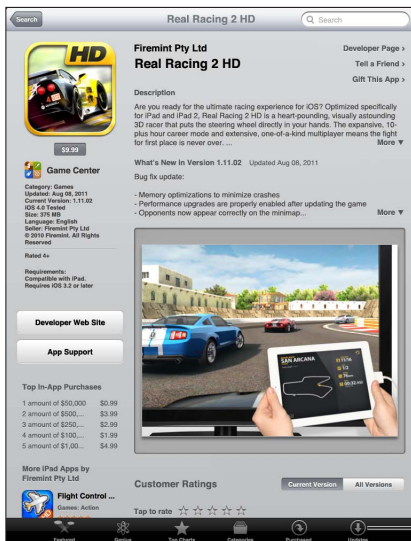 Search
Real Racing 2 HD
Search
HD
$9.99
Game Center
Category: Games
Updated: Aug 08, 2011
Current Version: 1.11.02
iOS 4.0 Tested
Size: 375 MB
Language: English
Seller: Firemint Pty Ltd
© 2010 Firemint. All Rights
Reserved
Rated 4+
Requirements:
Compatible with iPad.
Requires iOS 3.2 or later
Developer Web Site
App Support
Top In-App Purchases
1 amount of $50,000 $0.99
2 amount of $500,... $3.99
3 amount of $250,... $2.99
4 amount of $100,... $1.99
5 amount of $1,00... $4.99
More iPad Apps by
Firemint Pty Ltd
Flight Control ...
Games: Action
Firemint Pty Ltd
Real Racing 2 HD
Developer Page ›
Tell a Friend ›
Gift This App ›
Description
Are you ready for the ultimate racing experience for iOS? Optimized specifically
for iPad and iPad 2, Real Racing 2 HD is a heart-pounding, visually astounding
3D racer that puts the steering wheel directly in your hands. The expansive, 10-
plus hour career mode and extensive, one-of-a-kind multiplayer means the fight
for first place is never over. ... More ▼
What's New in Version 1.11.02 Updated Aug 08, 2011
Bug fix update:
- Memory optimizations to minimize crashes
- Performance upgrades are properly enabled after updating the game
- Opponents now appear correctly on the minimap... More ▼
SAN ARCANA
Customer Ratings
Current Version
All Versions
Tap to rate ☆ ☆ ☆ ☆ ☆
Featured
Genius
Top Charts
Categories
Purchased
Updates